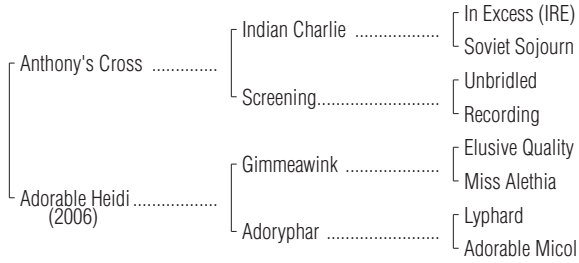 In Excess (IRE)
Indian Charlie ...................
Soviet Sojourn
Anthony's Cross .............
Unbridled
Screening............................
Recording
Elusive Quality
Gimmeawink .....................
Miss Alethia
Adorable Heidi .................
(2006)
Lyphard
Adoryphar .........................
Adorable Micol